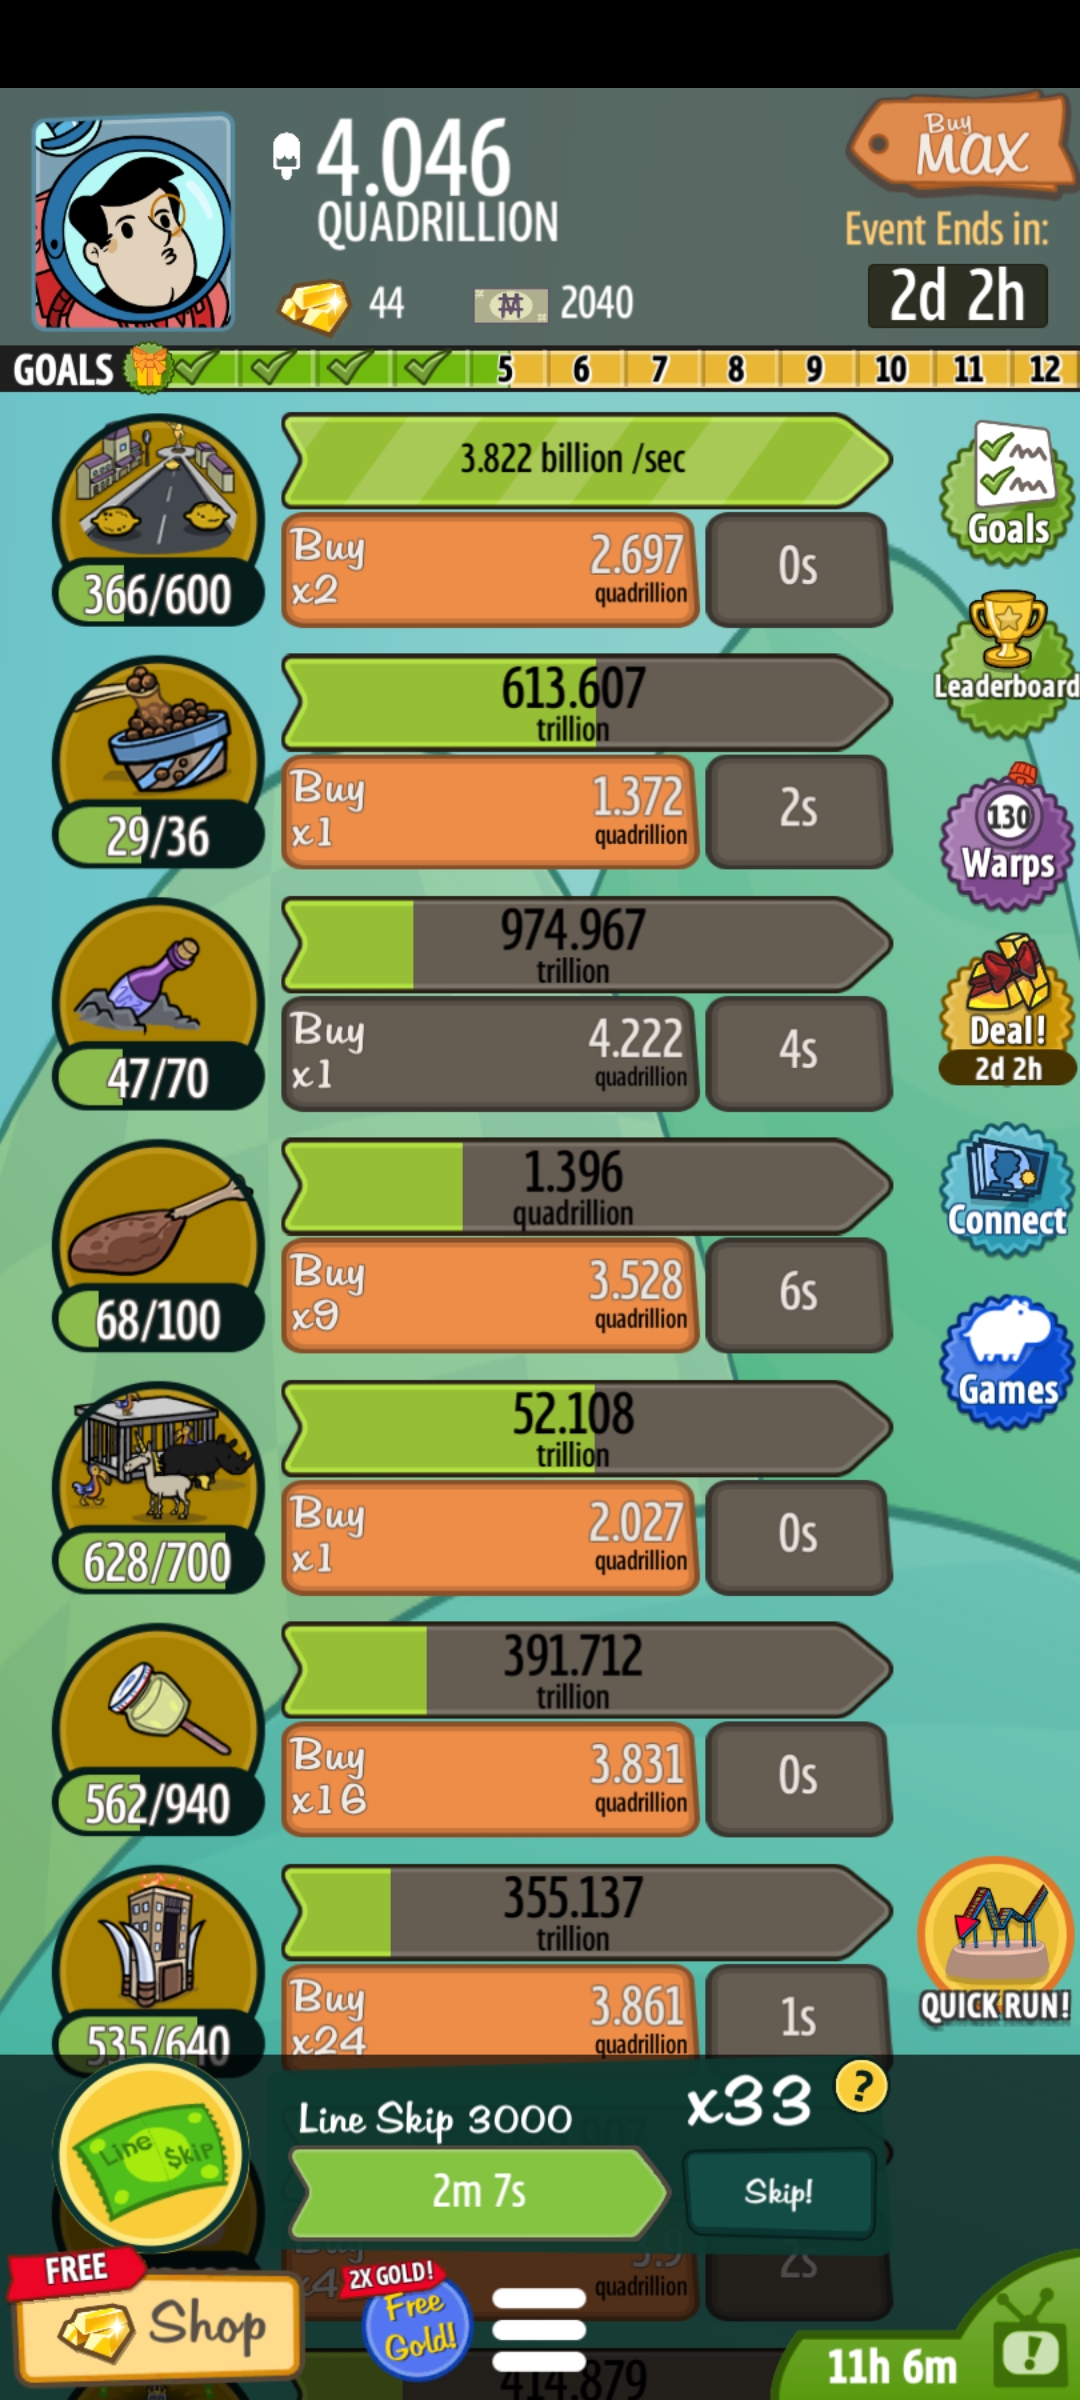 4.046
QUADRILLION
Buy
MAX
Event Ends in:
2d 2h
44
2040
GOALS
5 6 7 8 9 10 11 12
3.822 billion /sec
Buy
x2
2.697
quadrillion
0s
366/600
613.607
trillion
Buy
x1
1.372
quadrillion
2s
29/36
974.967
trillion
Buy
x1
4.222
quadrillion
4s
47/70
1.396
quadrillion
Buy
x9
3.528
quadrillion
6s
68/100
52.108
trillion
Buy
x1
2.027
quadrillion
0s
628/700
391.712
trillion
Buy
x16
3.831
quadrillion
0s
562/940
355.137
trillion
Buy
x24
3.861
quadrillion
1s
535/640
Goals
Leaderboard
130
Warps
Deal!
2d 2h
Connect
Games
QUICK RUN!
Line Skip
Line Skip 3000
x33
?
2m 7s
Skip!
quadrillion
2s
FREE
Shop
2X GOLD!
Free
Gold!
414.879
11h 6m
!